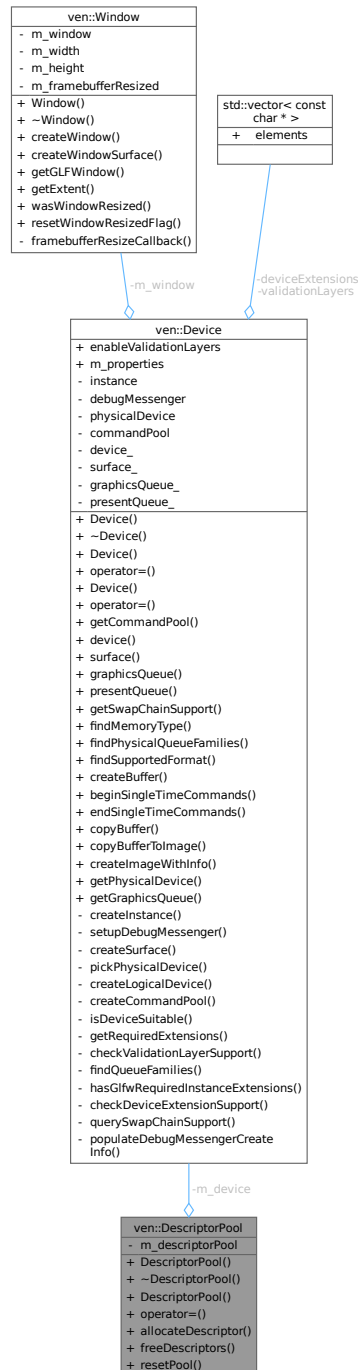 ven::Window
- m_window
- m_width
- m_height
- m_framebufferResized
+ Window()
+ ~Window()
+ createWindow()
+ createWindowSurface()
+ getGLFWindow()
+ getExtent()
+ wasWindowResized()
+ resetWindowResizedFlag()
- framebufferResizeCallback()
std::vector< const
char * >
+ elements
-m_window
-deviceExtensions
-validationLayers
ven::Device
+ enableValidationLayers
+ m_properties
- instance
- debugMessenger
- physicalDevice
- commandPool
- device_
- surface_
- graphicsQueue_
- presentQueue_
+ Device()
+ ~Device()
+ Device()
+ operator=()
+ Device()
+ operator=()
+ getCommandPool()
+ device()
+ surface()
+ graphicsQueue()
+ presentQueue()
+ getSwapChainSupport()
+ findMemoryType()
+ findPhysicalQueueFamilies()
+ findSupportedFormat()
+ createBuffer()
+ beginSingleTimeCommands()
+ endSingleTimeCommands()
+ copyBuffer()
+ copyBufferToImage()
+ createImageWithInfo()
+ getPhysicalDevice()
+ getGraphicsQueue()
- createInstance()
- setupDebugMessenger()
- createSurface()
- pickPhysicalDevice()
- createLogicalDevice()
- createCommandPool()
- isDeviceSuitable()
- getRequiredExtensions()
- checkValidationLayerSupport()
- findQueueFamilies()
- hasGlfwRequiredInstanceExtensions()
- checkDeviceExtensionSupport()
- querySwapChainSupport()
- populateDebugMessengerCreate
Info()
-m_device
ven::DescriptorPool
- m_descriptorPool
+ DescriptorPool()
+ ~DescriptorPool()
+ DescriptorPool()
+ operator=()
+ allocateDescriptor()
+ freeDescriptors()
+ resetPool()